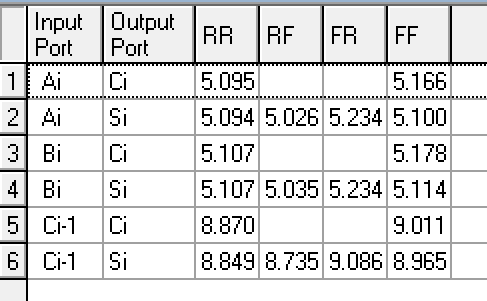 Input Port Output Port RR RF FR FF
1 Ai Ci 5.095 5.166
2 Ai Si 5.094 5.026 5.234 5.100
3 Bi Ci 5.107 5.178
4 Bi Si 5.107 5.035 5.234 5.114
5 Ci-1 Ci 8.870 9.011
6 Ci-1 Si 8.849 8.735 9.086 8.965